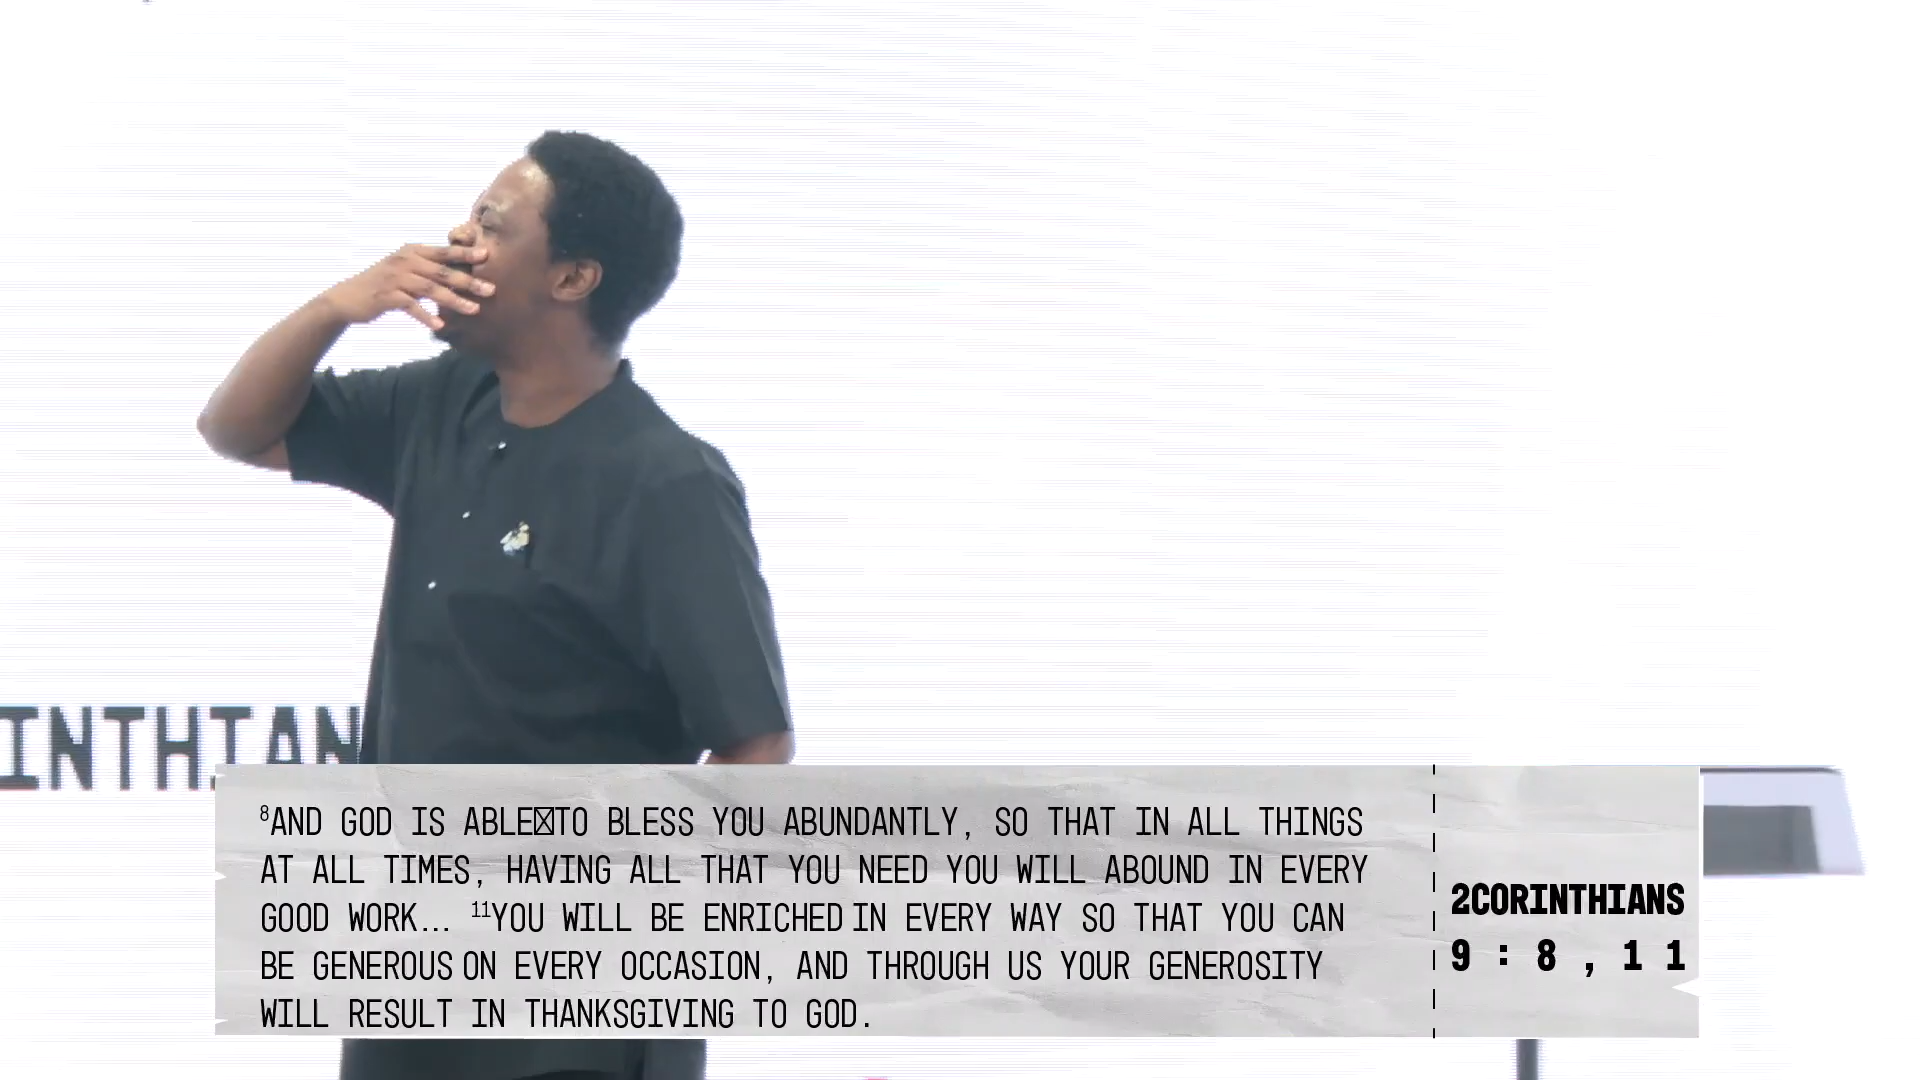 INTHIAN
⁸AND GOD IS ABLE☒TO BLESS YOU ABUNDANTLY, SO THAT IN ALL THINGS
AT ALL TIMES, HAVING ALL THAT YOU NEED YOU WILL ABOUND IN EVERY
GOOD WORK... ¹¹YOU WILL BE ENRICHED IN EVERY WAY SO THAT YOU CAN
BE GENEROUS ON EVERY OCCASION, AND THROUGH US YOUR GENEROSITY
WILL RESULT IN THANKSGIVING TO GOD.
2CORINTHIANS
9 : 8 , 1 1